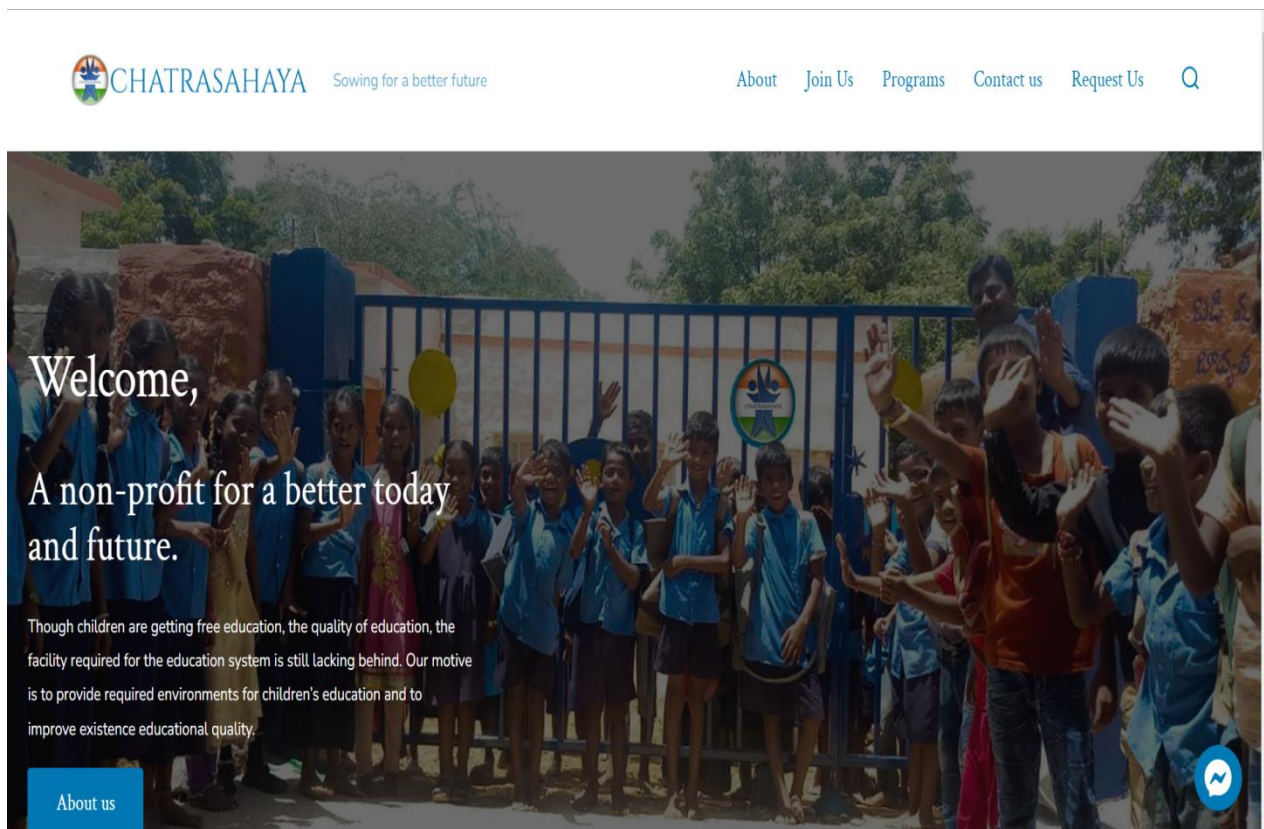 CHATRASAHAYA
Sowing for a better future
About
Join Us
Programs
Contact us
Request Us
CHATRASAHAYA
Welcome,
A non-profit for a better today
and future.
Though children are getting free education, the quality of education, the
facility required for the education system is still lacking behind. Our motive
is to provide required environments for children's education and to
improve existence educational quality.
About us